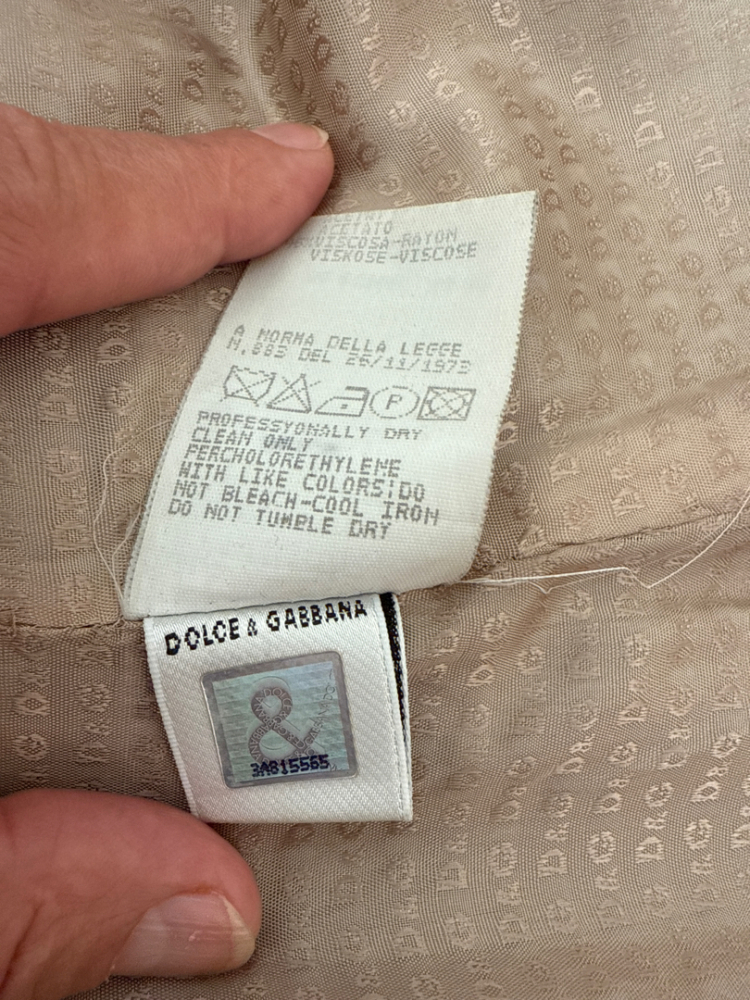 ACETATO
VISCOSA-RAYON
VISKOSE-VISCOSE
A NORMA DELLA LEGGE
N.883 DEL 26/11/1973
P
PROFESSYONALLY DRY
CLEAN ONLY
PERCHOLORETHYLENE
WITH LIKE COLORS:DO
NOT BLEACH-COOL IRON
DO NOT TUMBLE DRY
DOLCE & GABBANA
&
3A815565